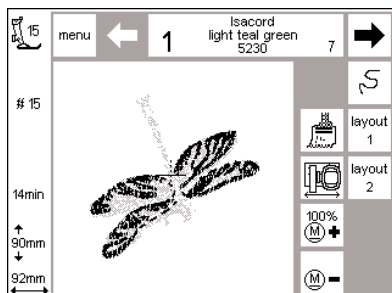 15
menu
1
Isacord
light teal green
5230
7
# 15
layout
1
14min
layout
2
100%
M +
90mm
M -
92mm